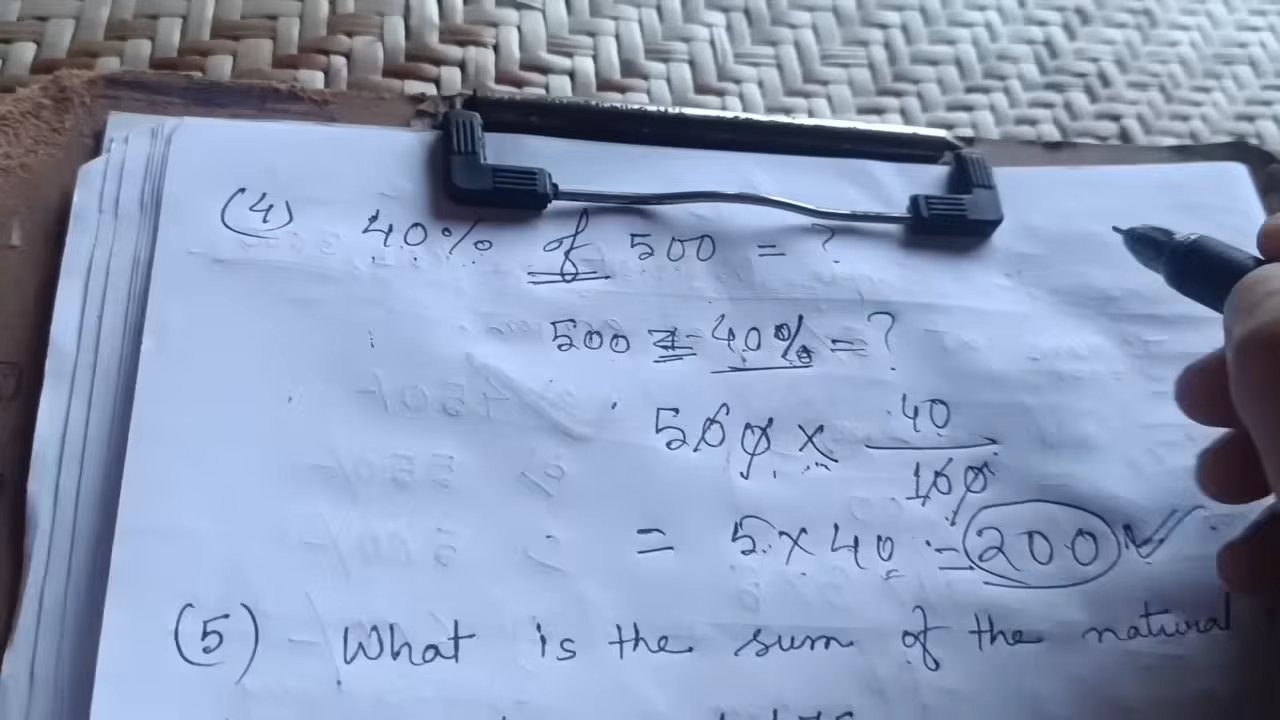 (4) 40% of 500 = ?
500 = 40% = ?
500 × 40/100
= 5 × 40 = 200 ✓
(5) What is the sum of the natural